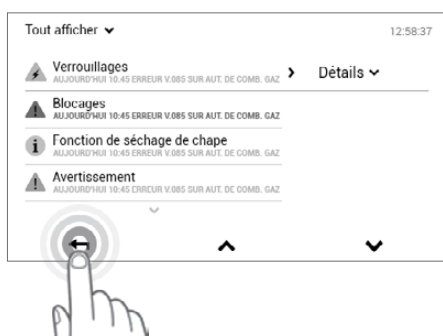 Tout afficher
12:58:37
Verrouillages
AUJOURD'HUI 10.45 ERREUR V.085 SUR AUT. DE COMB. GAZ
Détails
Blocages
AUJOURD'HUI 10:45 ERREUR V.085 SUR AUT. DE COMB. GAZ
Fonction de séchage de chape
AUJOURD'HUI 10:45 ERREUR V.085 SUR AUT. DE COMB. GAZ
Avertissement
AUJOURD'HUI 10:45 ERREUR V.085 SUR AUT. DE COMB. GAZ